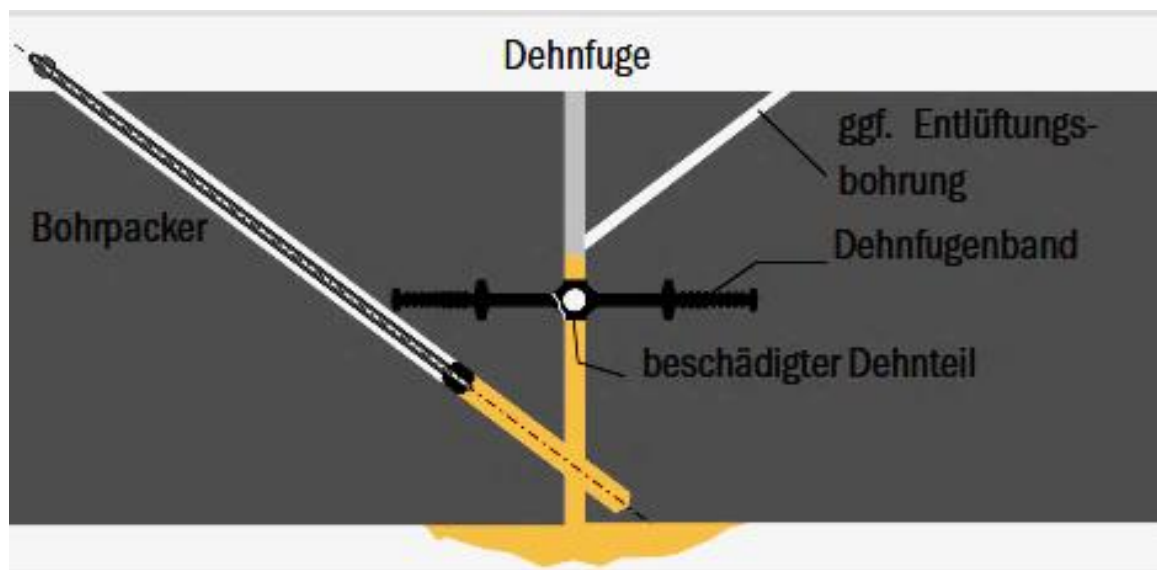 Dehnfuge
ggf. Entlüftungs-
bohrung
Bohrpacker
Dehnfugenband
beschädigter Dehnteil